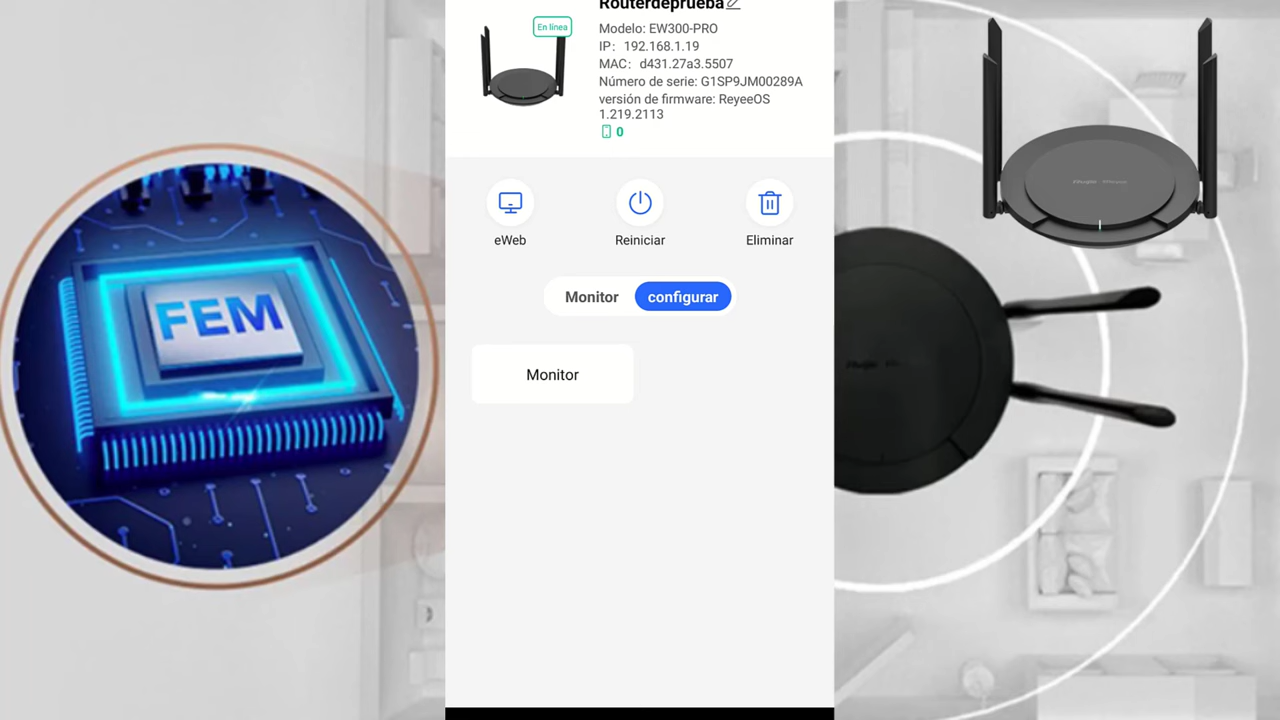 Routerdeprueba
En línea
Modelo: EW300-PRO
IP: 192.168.1.19
MAC: d431.27a3.5507
Número de serie: G1SP9JM00289A
versión de firmware: ReyeeOS
1.219.2113
0
eWeb
Reiniciar
Eliminar
Monitor
configurar
Monitor
FEM